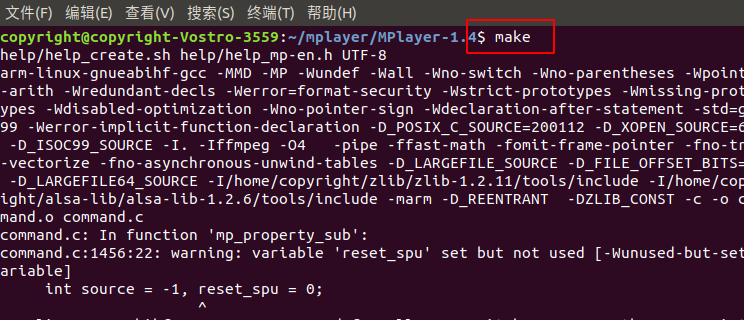 文件(F) 编辑(E) 查看(V) 搜索(S) 终端(T) 帮助(H)
copyright@copyright-Vostro-3559:~/mplayer/MPlayer-1.4$ make
help/help_create.sh help/help_mp-en.h UTF-8
arm-linux-gnueabihf-gcc -MMD -MP -Wundef -Wall -Wno-switch -Wno-parentheses -Wpoint
-arith -Wredundant-decls -Werror=format-security -Wstrict-prototypes -Wmissing-prot
ypes -Wdisabled-optimization -Wno-pointer-sign -Wdeclaration-after-statement -std=g
99 -Werror-implicit-function-declaration -D_POSIX_C_SOURCE=200112 -D_XOPEN_SOURCE=6
-D_ISOC99_SOURCE -I. -Iffmpeg -O4 -pipe -ffast-math -fomit-frame-pointer -fno-tr
-vectorize -fno-asynchronous-unwind-tables -D_LARGEFILE_SOURCE -D_FILE_OFFSET_BITS=
-D_LARGEFILE64_SOURCE -I/home/copyright/zlib/zlib-1.2.11/tools/include -I/home/cop
ight/alsa-lib/alsa-lib-1.2.6/tools/include -marm -D_REENTRANT -DZLIB_CONST -c -o c
mand.o command.c
command.c: In function 'mp_property_sub':
command.c:1456:22: warning: variable 'reset_spu' set but not used [-Wunused-but-set
ariable]
int source = -1, reset_spu = 0;
^